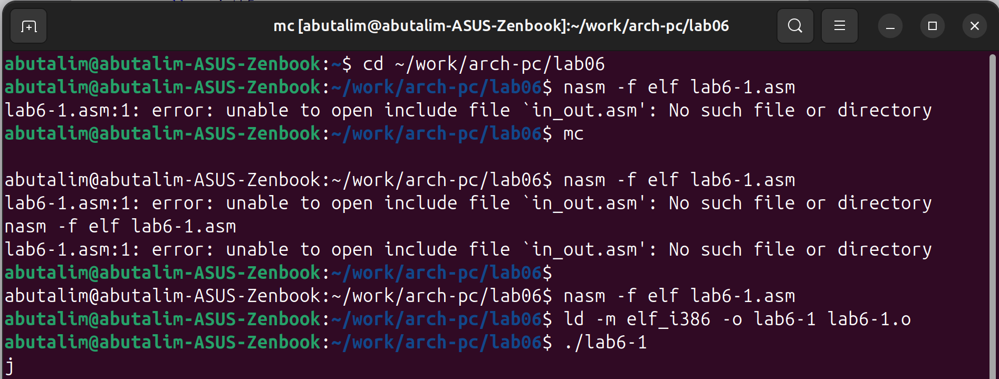 mc [abutalim@abutalim-ASUS-Zenbook]:~/work/arch-pc/lab06
abutalim@abutalim-ASUS-Zenbook:~$ cd ~/work/arch-pc/lab06
abutalim@abutalim-ASUS-Zenbook:~/work/arch-pc/lab06$ nasm -f elf lab6-1.asm
lab6-1.asm:1: error: unable to open include file `in_out.asm': No such file or directory
abutalim@abutalim-ASUS-Zenbook:~/work/arch-pc/lab06$ mc
abutalim@abutalim-ASUS-Zenbook:~/work/arch-pc/lab06$ nasm -f elf lab6-1.asm
lab6-1.asm:1: error: unable to open include file `in_out.asm': No such file or directory
nasm -f elf lab6-1.asm
lab6-1.asm:1: error: unable to open include file `in_out.asm': No such file or directory
abutalim@abutalim-ASUS-Zenbook:~/work/arch-pc/lab06$
abutalim@abutalim-ASUS-Zenbook:~/work/arch-pc/lab06$ nasm -f elf lab6-1.asm
abutalim@abutalim-ASUS-Zenbook:~/work/arch-pc/lab06$ ld -m elf_i386 -o lab6-1 lab6-1.o
abutalim@abutalim-ASUS-Zenbook:~/work/arch-pc/lab06$ ./lab6-1
j